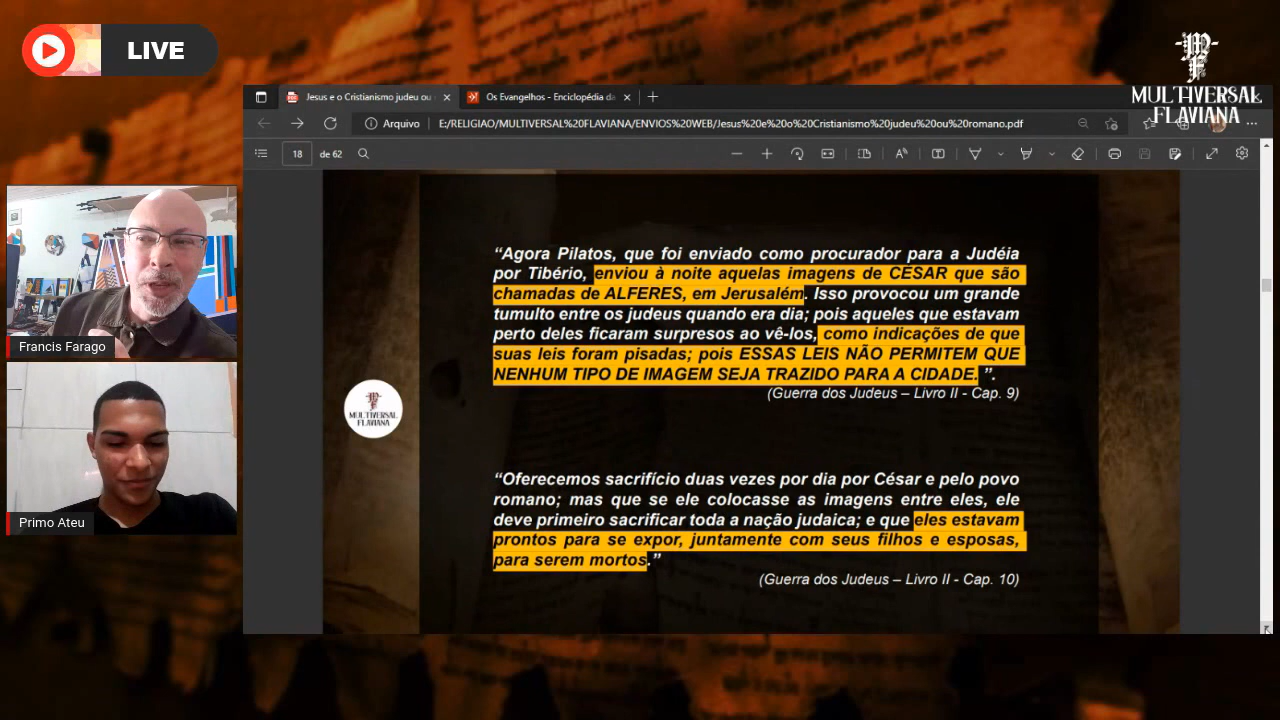 LIVE
MULTIVERSAL
FLAVIANA
Jesus e o Cristianismo judeu ou
Os Evangelhos - Enciclopédia da
Arquivo
E:/RELIGIAO/MULTIVERSAL%20FLAVIANA/ENVIOS%20WEB/Jesus%20e%20o%20Cristianismo%20judeu%20ou%20romano.pdf
18 de 62
“Agora Pilatos, que foi enviado como procurador para a Judéia
por Tibério, enviou à noite aquelas imagens de CÉSAR que são
chamadas de ALFERES, em Jerusalém. Isso provocou um grande
tumulto entre os judeus quando era dia; pois aqueles que estavam
perto deles ficaram surpresos ao vê-los, como indicações de que
suas leis foram pisadas; pois ESSAS LEIS NÃO PERMITEM QUE
NENHUM TIPO DE IMAGEM SEJA TRAZIDO PARA A CIDADE. ”.
(Guerra dos Judeus – Livro II - Cap. 9)
MULTIVERSAL
FLAVIANA
“Oferecemos sacrifício duas vezes por dia por César e pelo povo
romano; mas que se ele colocasse as imagens entre eles, ele
deve primeiro sacrificar toda a nação judaica; e que eles estavam
prontos para se expor, juntamente com seus filhos e esposas,
para serem mortos.”
(Guerra dos Judeus – Livro II - Cap. 10)
Francis Farago
Primo Ateu